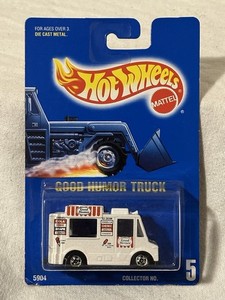 FOR AGES OVER 3.
DIE CAST METAL.
Hot Wheels
MATTEL
GOOD HUMOR TRUCK
5904
COLLECTOR NO.
5